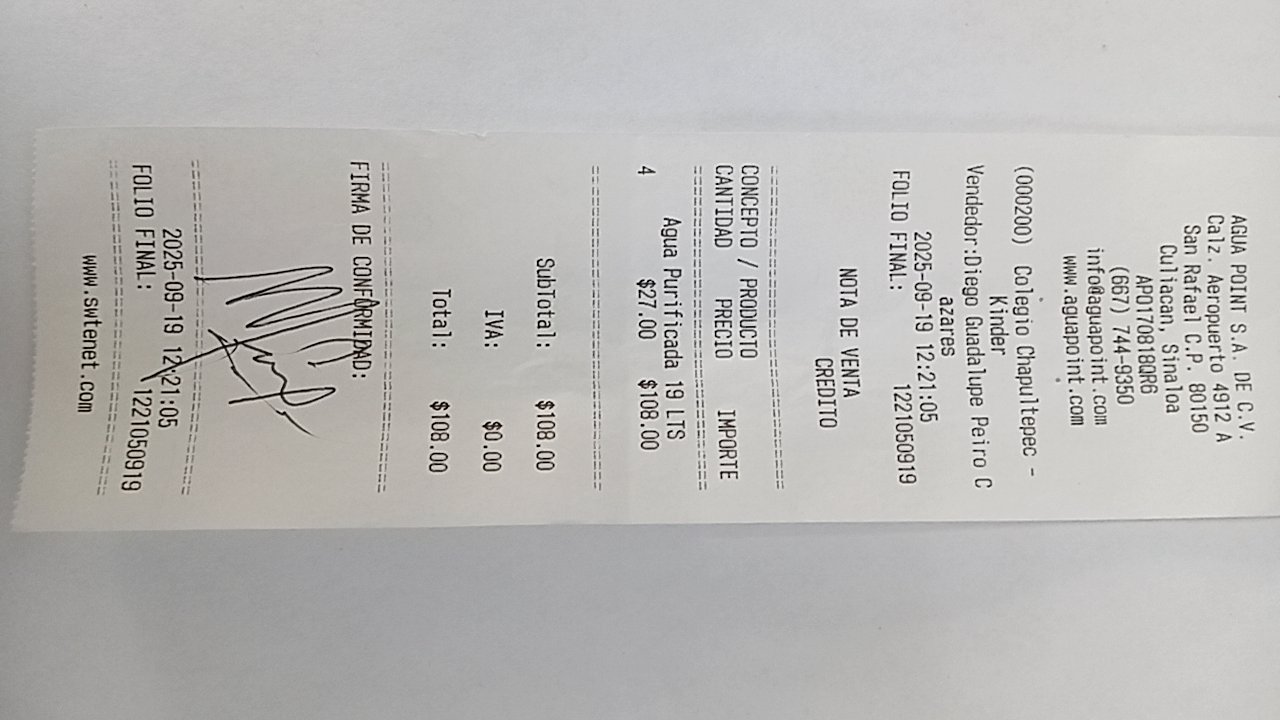 AGUA POINT S.A. DE C.V.
Calz. Aeropuerto 4912 A
San Rafael C.P. 80150
Culiacan, Sinaloa
APO170818QR6
(667) 744-9350
info@aguapoint.com
www.aguapoint.com
(000200) Colegio Chapultepec -
Kinder
Vendedor:Diego Guadalupe Peiro C
azares
2025-09-19 12:21:05
FOLIO FINAL: 1221050919
NOTA DE VENTA
CREDITO
CONCEPTO / PRODUCTO
CANTIDAD PRECIO IMPORTE
Agua Purificada 19 LTS
4 $27.00 $108.00
SubTotal: $108.00
IVA: $0.00
Total: $108.00
FIRMA DE CONFORMIDAD:
2025-09-19 12:21:05
FOLIO FINAL: 1221050919
www.swtenet.com